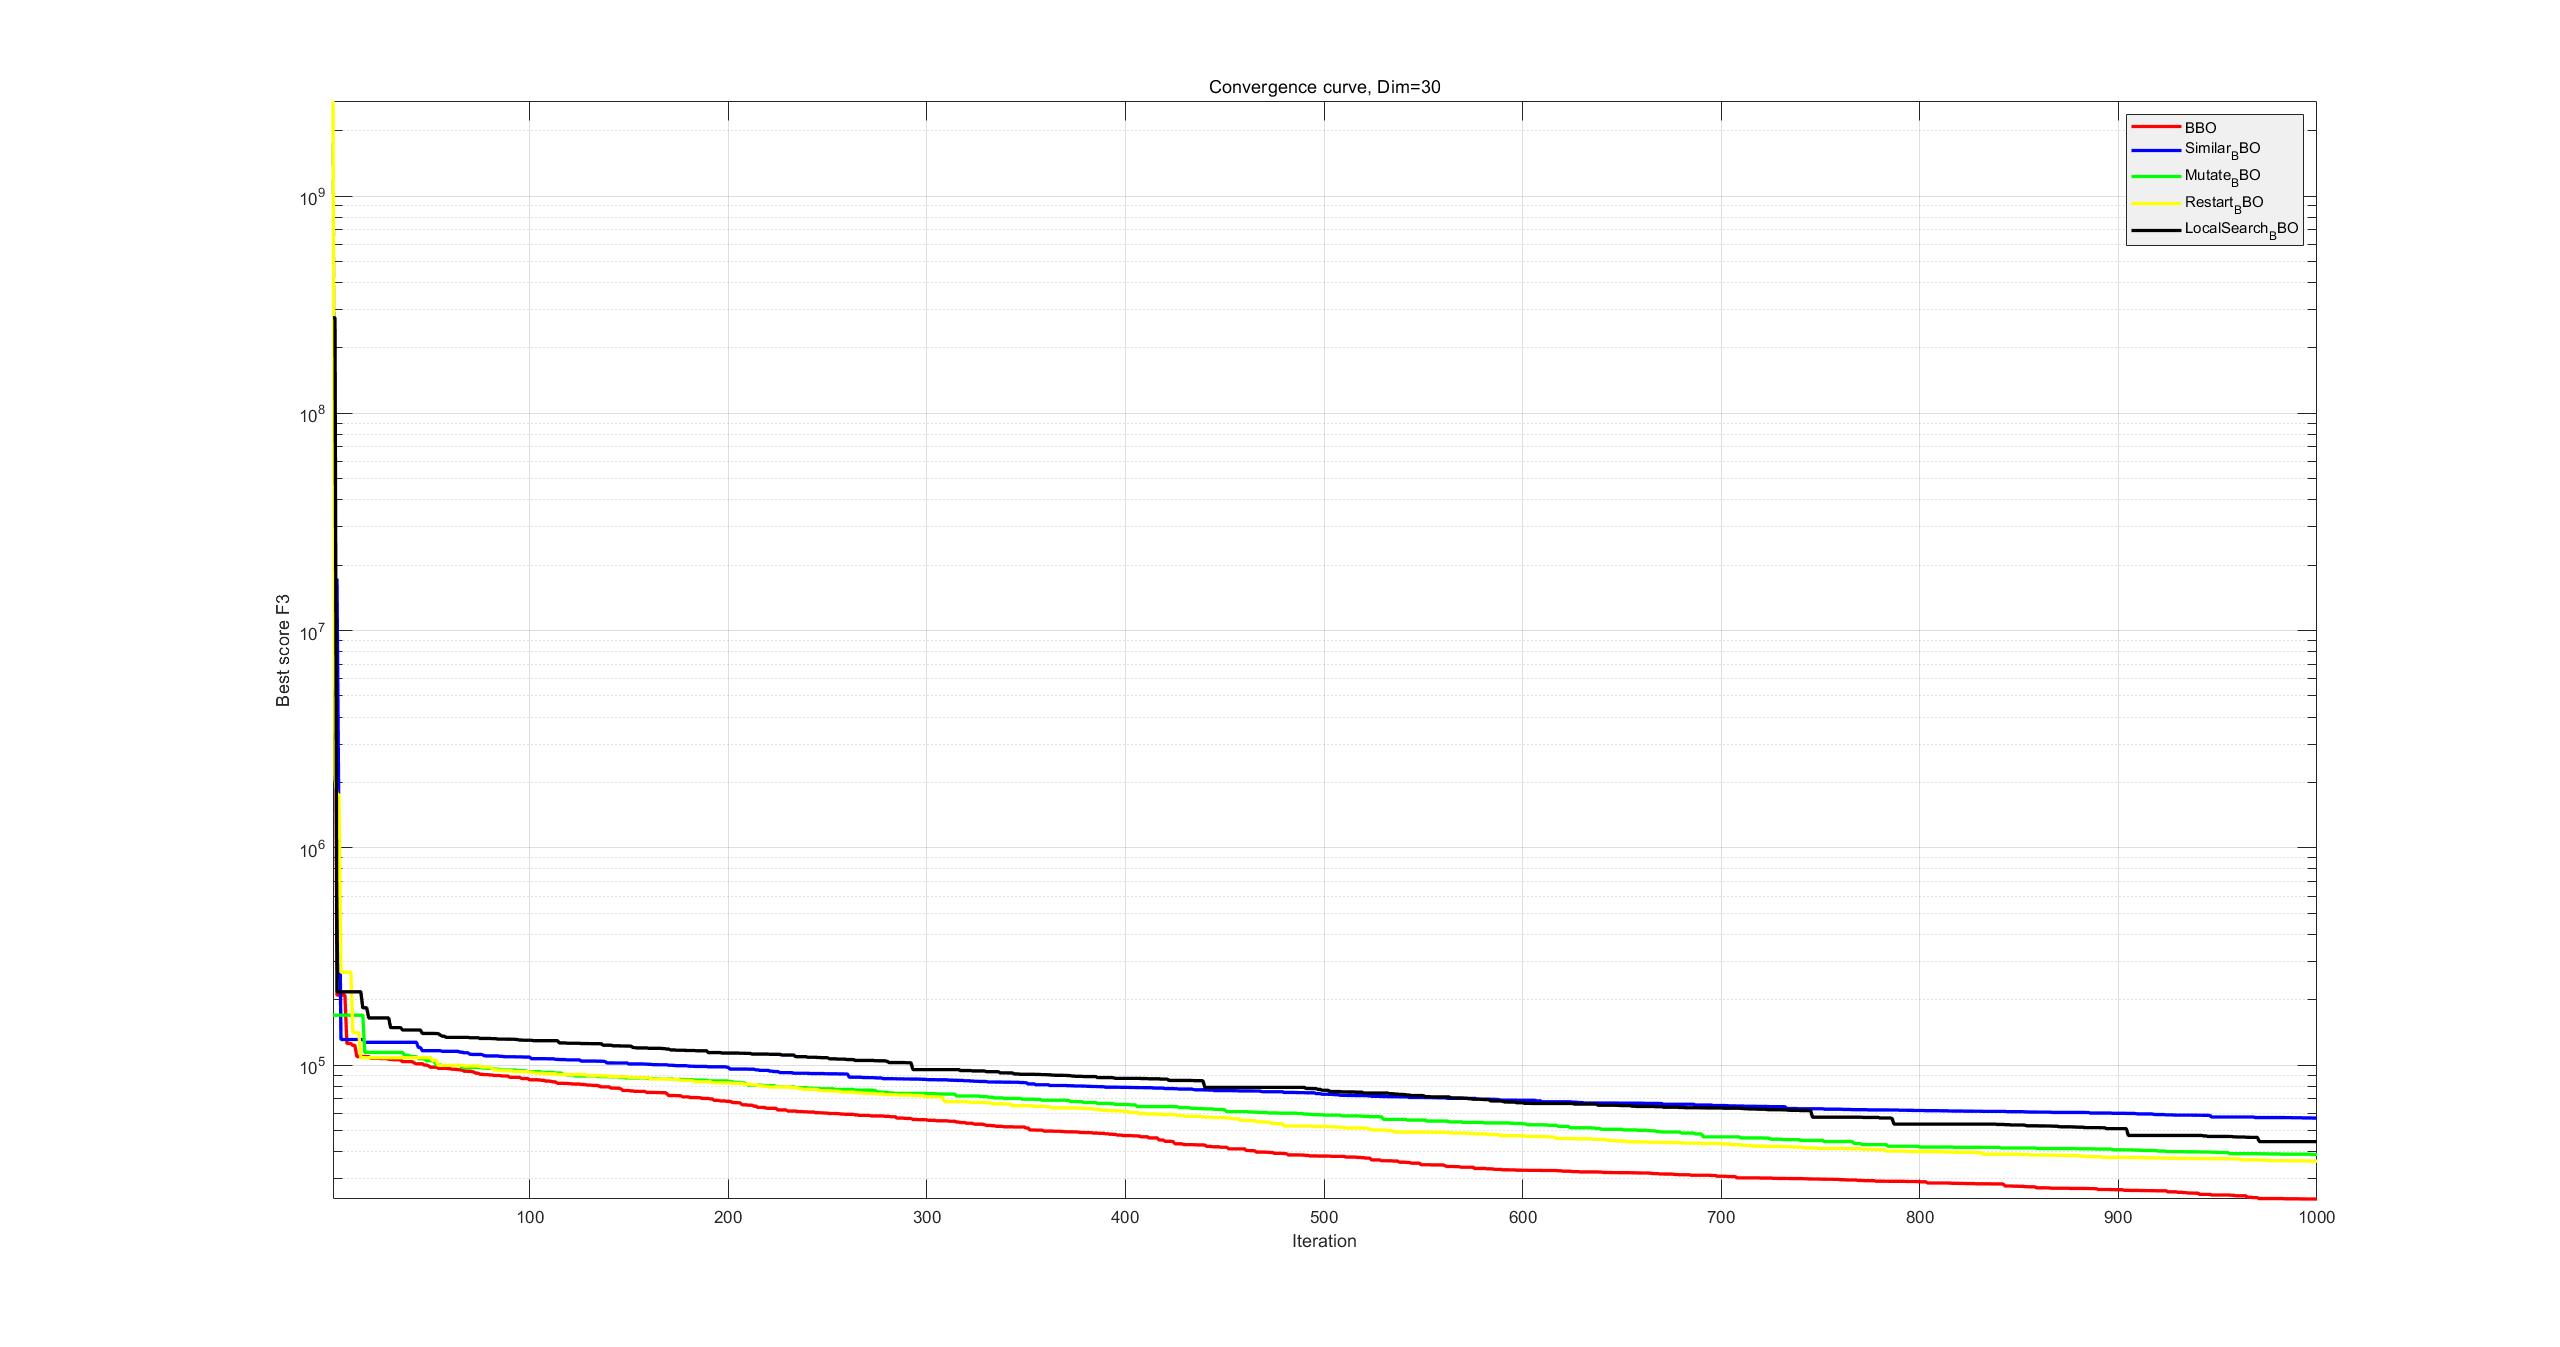 Convergence curve, Dim=30
BBO
Similar_BBO
Mutate_BBO
Restart_BBO
LocalSearch_BBO
10^9
10^8
10^7
10^6
10^5
Best score F3
100 200 300 400 500 600 700 800 900 1000
Iteration